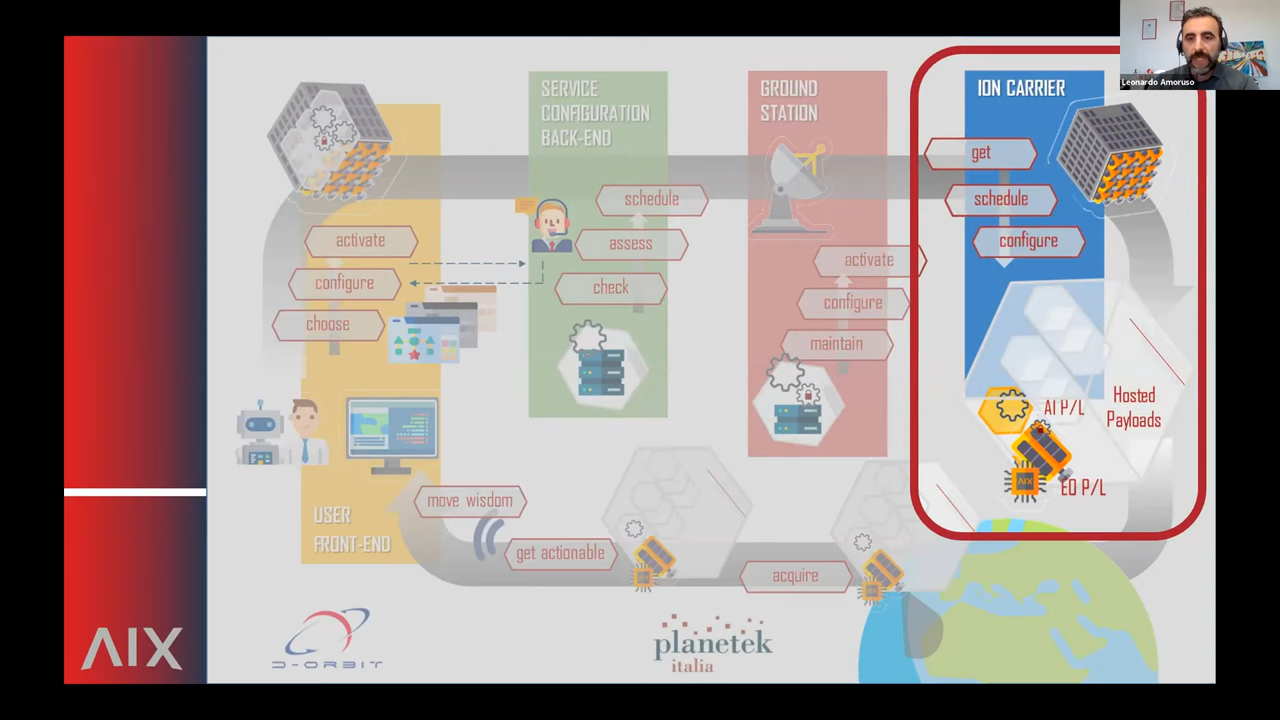 Leonardo Amoruso
SERVICE
CONFIGURATION
BACK-END
GROUND
STATION
ION CARRIER
get
schedule
configure
schedule
assess
check
activate
configure
choose
activate
configure
maintain
Hosted
Payloads
AI P/L
AIX
EO P/L
USER
FRONT-END
move wisdom
get actionable
acquire
AIX
D-ORBIT
planetek
italia